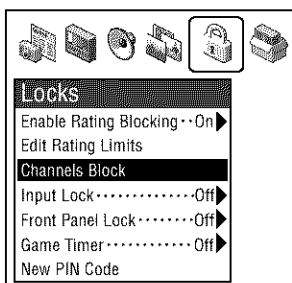 Locks
Enable Rating Blocking ··On
Edit Rating Limits
Channels Block
Input Lock ·············Off
Front Panel Lock ········Off
Game Timer ············ Off
New PIN Code